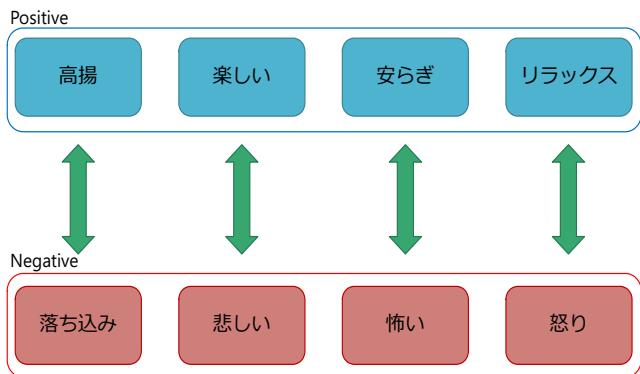 Positive
高揚
楽しい
安らぎ
リラックス
Negative
落ち込み
悲しい
怖い
怒り